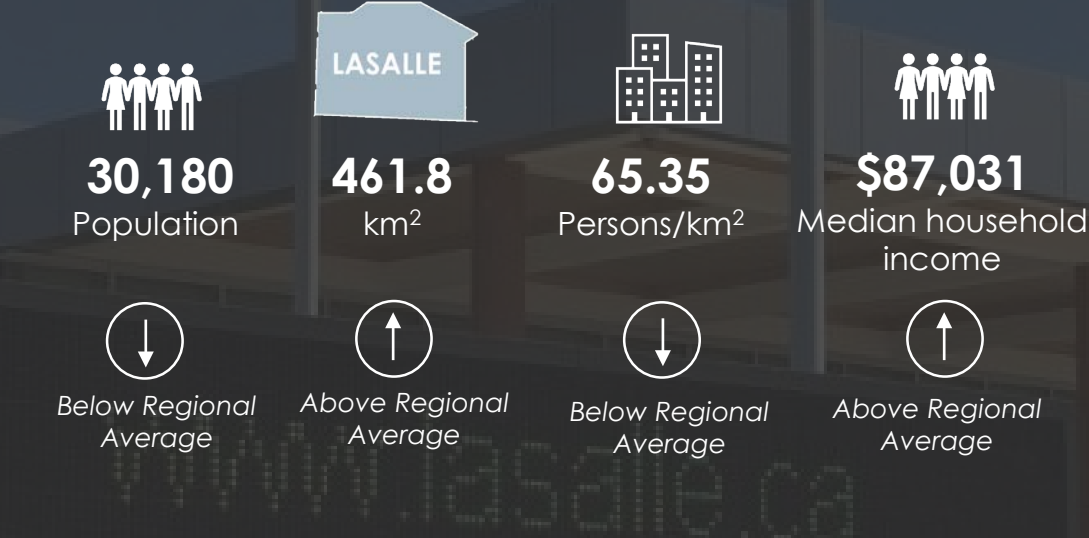 LASALLE
30,180
Population
461.8
km²
65.35
Persons/km²
$87,031
Median household
income
Below Regional
Average
Above Regional
Average
Below Regional
Average
Above Regional
Average
www.lasalle.ca